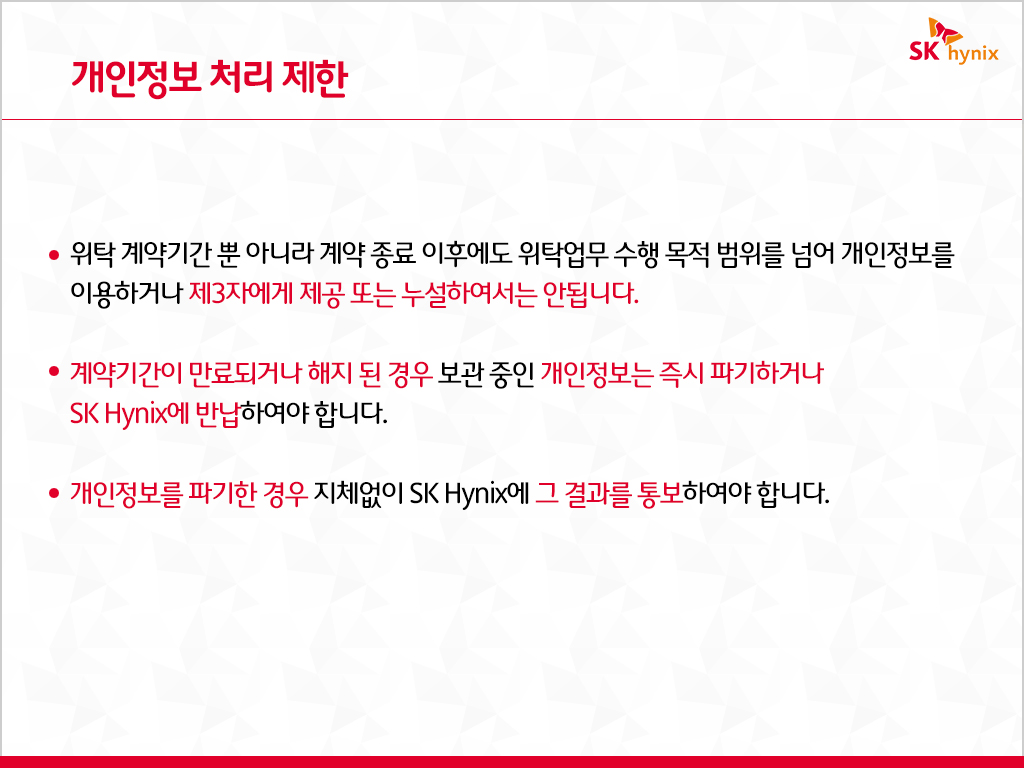 개인정보 처리 제한
SK hynix
• 위탁 계약기간 뿐 아니라 계약 종료 이후에도 위탁업무 수행 목적 범위를 넘어 개인정보를
이용하거나 제3자에게 제공 또는 누설하여서는 안됩니다.
• 계약기간이 만료되거나 해지 된 경우 보관 중인 개인정보는 즉시 파기하거나
SK Hynix에 반납하여야 합니다.
• 개인정보를 파기한 경우 지체없이 SK Hynix에 그 결과를 통보하여야 합니다.